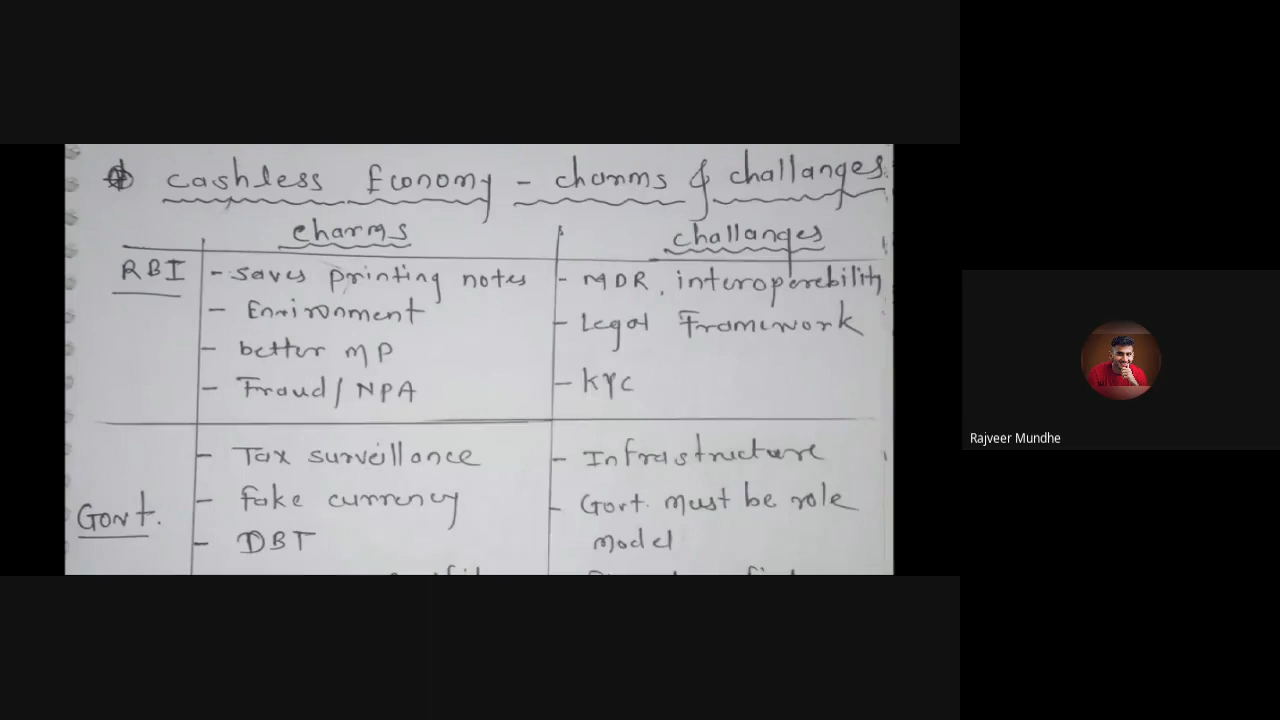 cashless Economy - charms & challanges
charms
challanges
RBI
- saves printing notes
- Environment
- better MP
- Fraud / NPA
- MDR, interoperebility
- Legal Framework
- KYC
Govt.
- Tax surveillance
- fake currency
- DBT
- Infrastructure
- Govt. must be role
model
Rajveer Mundhe